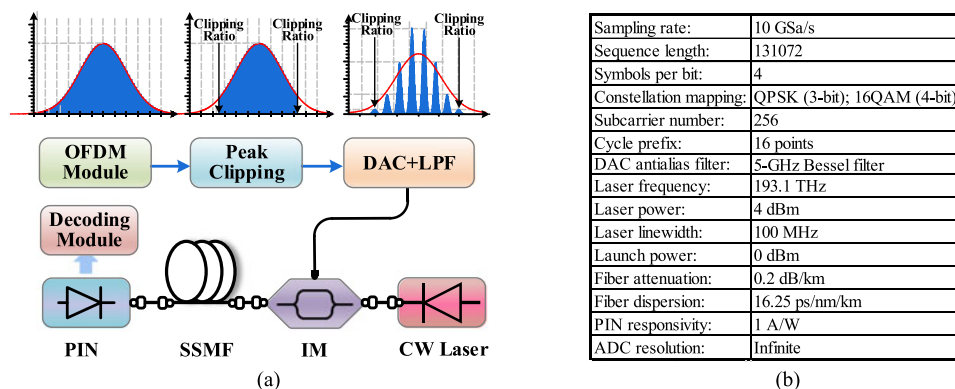 Clipping
Ratio
Clipping
Ratio
Clipping
Ratio
Clipping
Ratio
OFDM
Module
Peak
Clipping
DAC+LPF
Decoding
Module
PIN
SSMF
IM
CW Laser
(a)
Sampling rate: 10 GSa/s
Sequence length: 131072
Symbols per bit: 4
Constellation mapping: QPSK (3-bit); 16QAM (4-bit)
Subcarrier number: 256
Cycle prefix: 16 points
DAC antialias filter: 5-GHz Bessel filter
Laser frequency: 193.1 THz
Laser power: 4 dBm
Laser linewidth: 100 MHz
Launch power: 0 dBm
Fiber attenuation: 0.2 dB/km
Fiber dispersion: 16.25 ps/nm/km
PIN responsivity: 1 A/W
ADC resolution: Infinite
(b)